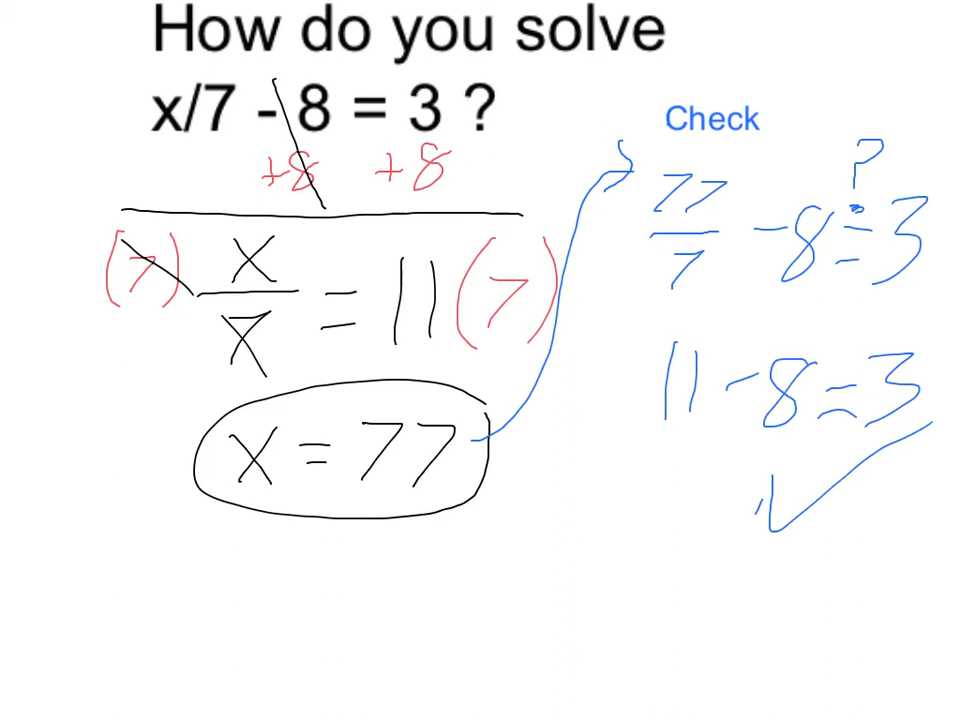 How do you solve
x/7 - 8 = 3 ?
+8 +8
(7) x/7 = 11 (7)
x = 77
Check
77/7 - 8 ?= 3
11 - 8 = 3 ✓